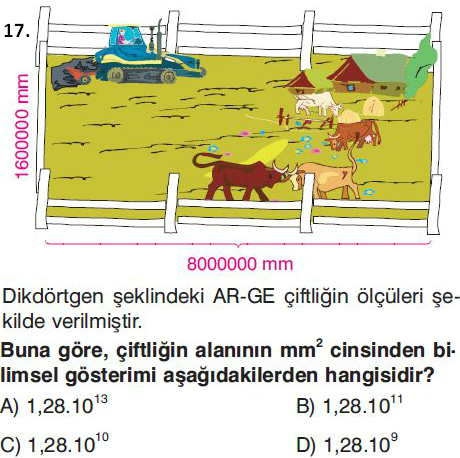 17.
1600000 mm
8000000 mm
Dikdörtgen şeklindeki AR-GE çiftliğin ölçüleri şe-
kilde verilmiştir.
Buna göre, çiftliğin alanının mm² cinsinden bi-
limsel gösterimi aşağıdakilerden hangisidir?
A) 1,28.10¹³ B) 1,28.10¹¹
C) 1,28.10¹⁰ D) 1,28.10⁹